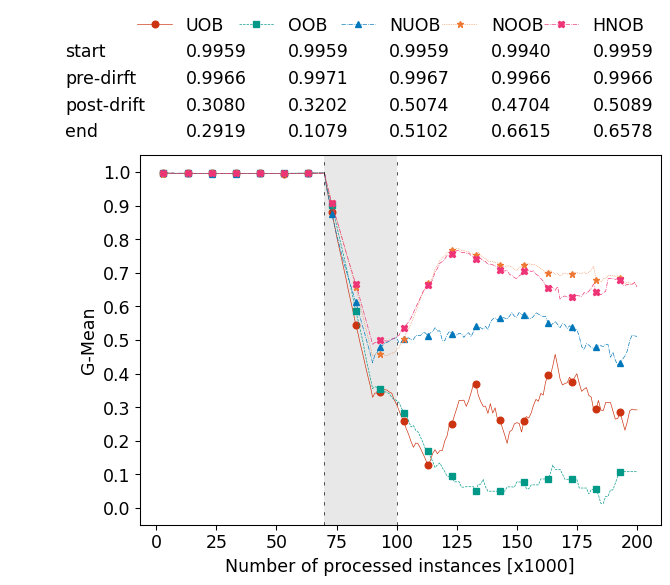 UOB OOB NUOB NOOB HNOB
start 0.9959 0.9959 0.9959 0.9940 0.9959
pre-dirft 0.9966 0.9971 0.9967 0.9966 0.9966
post-drift 0.3080 0.3202 0.5074 0.4704 0.5089
end 0.2919 0.1079 0.5102 0.6615 0.6578
1.0
0.9
0.8
0.7
0.6
0.5
0.4
0.3
0.2
0.1
0.0
G-Mean
0 25 50 75 100 125 150 175 200
Number of processed instances [x1000]